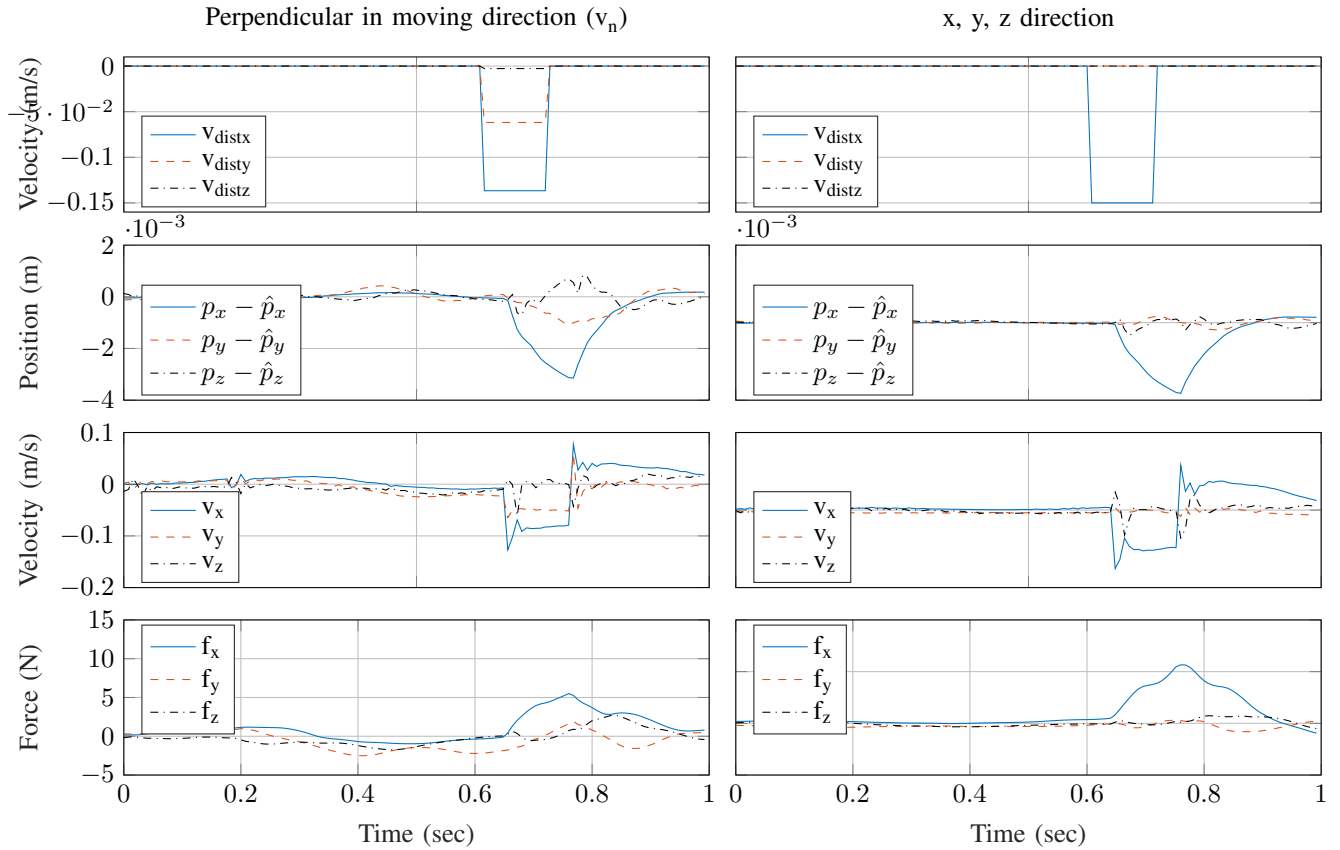 Perpendicular in moving direction (vn)
x, y, z direction
Velocity (m/s)
0
−0.1
−0.15
vdistx
vdisty
vdistz
vdistx
vdisty
vdistz
·10−3
·10−3
Position (m)
2
0
−2
−4
px − p̂x
py − p̂y
pz − p̂z
px − p̂x
py − p̂y
pz − p̂z
Velocity (m/s)
0.1
0
−0.1
−0.2
vx
vy
vz
vx
vy
vz
Force (N)
15
10
5
0
−5
fx
fy
fz
fx
fy
fz
0 0.2 0.4 0.6 0.8 1
0 0.2 0.4 0.6 0.8 1
Time (sec)
Time (sec)